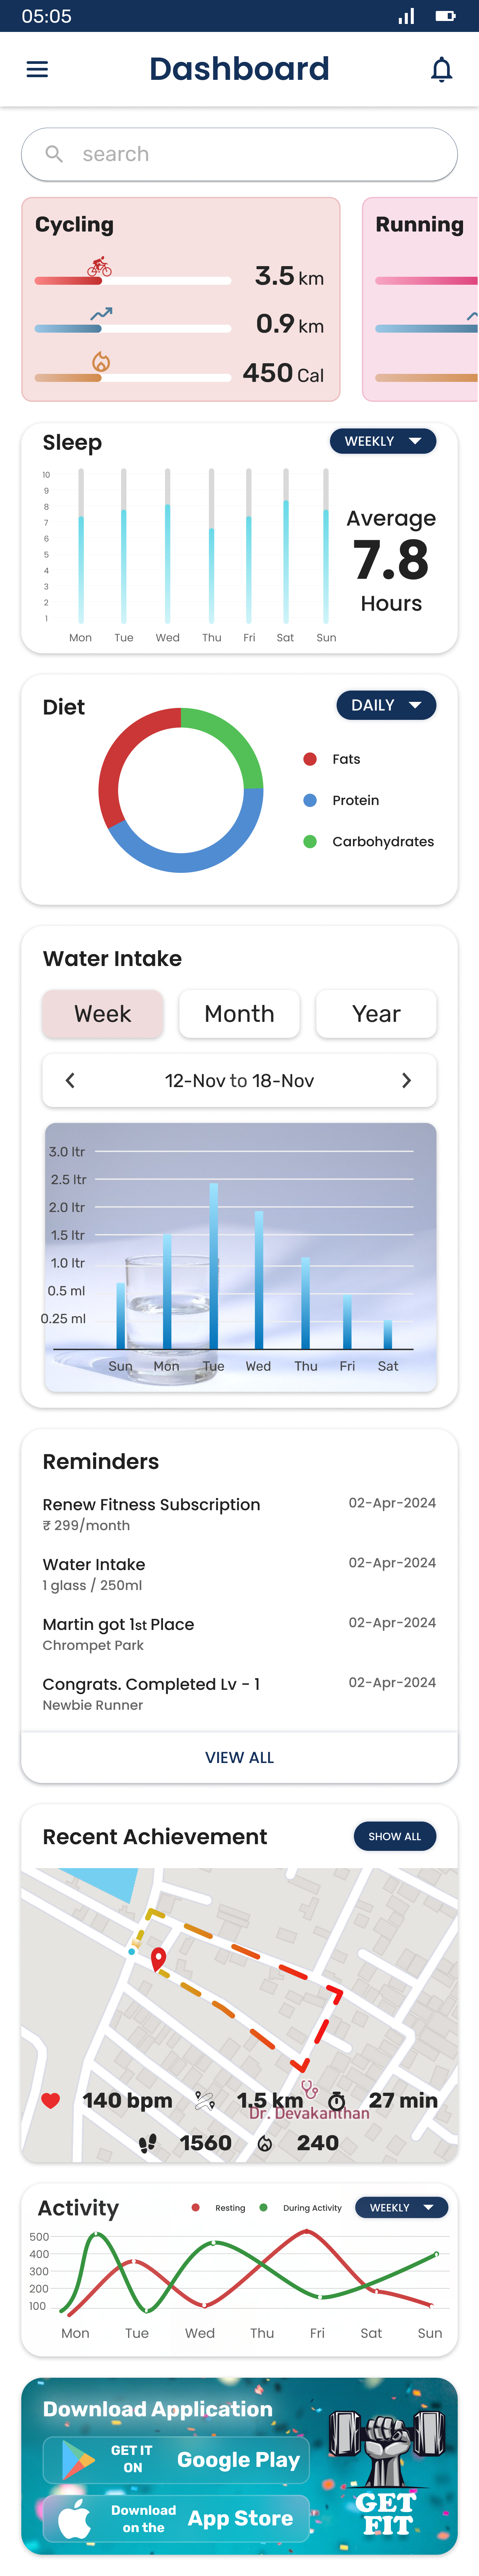 05:05
Dashboard
search
Cycling
3.5 km
0.9 km
450 Cal
Running
Sleep
WEEKLY
10
9
8
7
6
5
4
3
2
1
Mon Tue Wed Thu Fri Sat Sun
Average
7.8
Hours
Diet
DAILY
Fats
Protein
Carbohydrates
Water Intake
Week Month Year
12-Nov to 18-Nov
3.0 ltr
2.5 ltr
2.0 ltr
1.5 ltr
1.0 ltr
0.5 ml
0.25 ml
Sun Mon Tue Wed Thu Fri Sat
Reminders
Renew Fitness Subscription 02-Apr-2024
₹ 299/month
Water Intake 02-Apr-2024
1 glass / 250ml
Martin got 1st Place 02-Apr-2024
Chrompet Park
Congrats. Completed Lv - 1 02-Apr-2024
Newbie Runner
VIEW ALL
Recent Achievement SHOW ALL
140 bpm 1.5 km 27 min
Dr. Devakanthan
1560 240
Activity Resting During Activity WEEKLY
500
400
300
200
100
Mon Tue Wed Thu Fri Sat Sun
Download Application
GET IT
ON
Google Play
Download
on the
App Store
GET
FIT